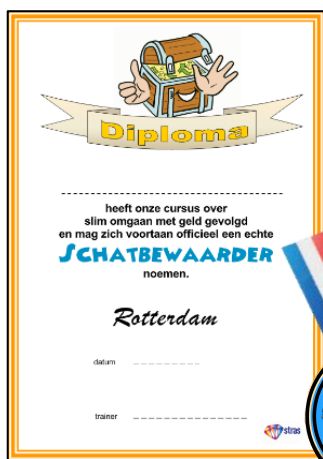 Diploma
heeft onze cursus over
slim omgaan met geld gevolgd
en mag zich voortaan officieel een echte
SCHATBEWAARDER
noemen.
Rotterdam
datum
trainer
stras